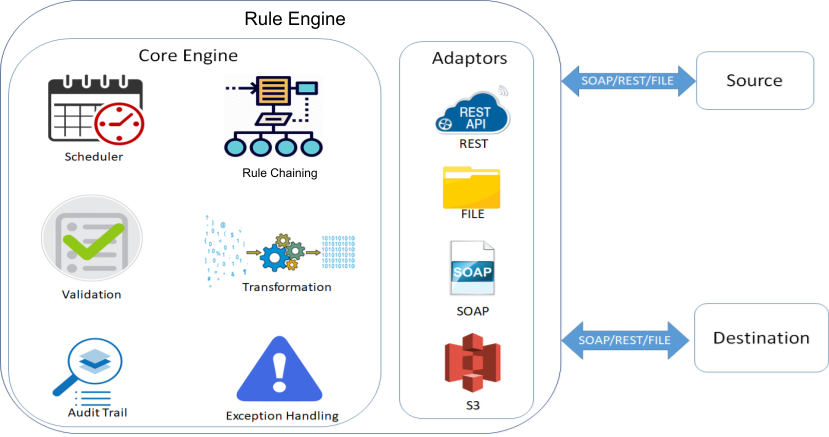 Rule Engine
Core Engine
Adaptors
SOAP/REST/FILE
Source
REST
API
REST
Scheduler
Rule Chaining
FILE
SOAP
Validation
Transformation
SOAP
SOAP/REST/FILE
Destination
Audit Trail
Exception Handling
S3